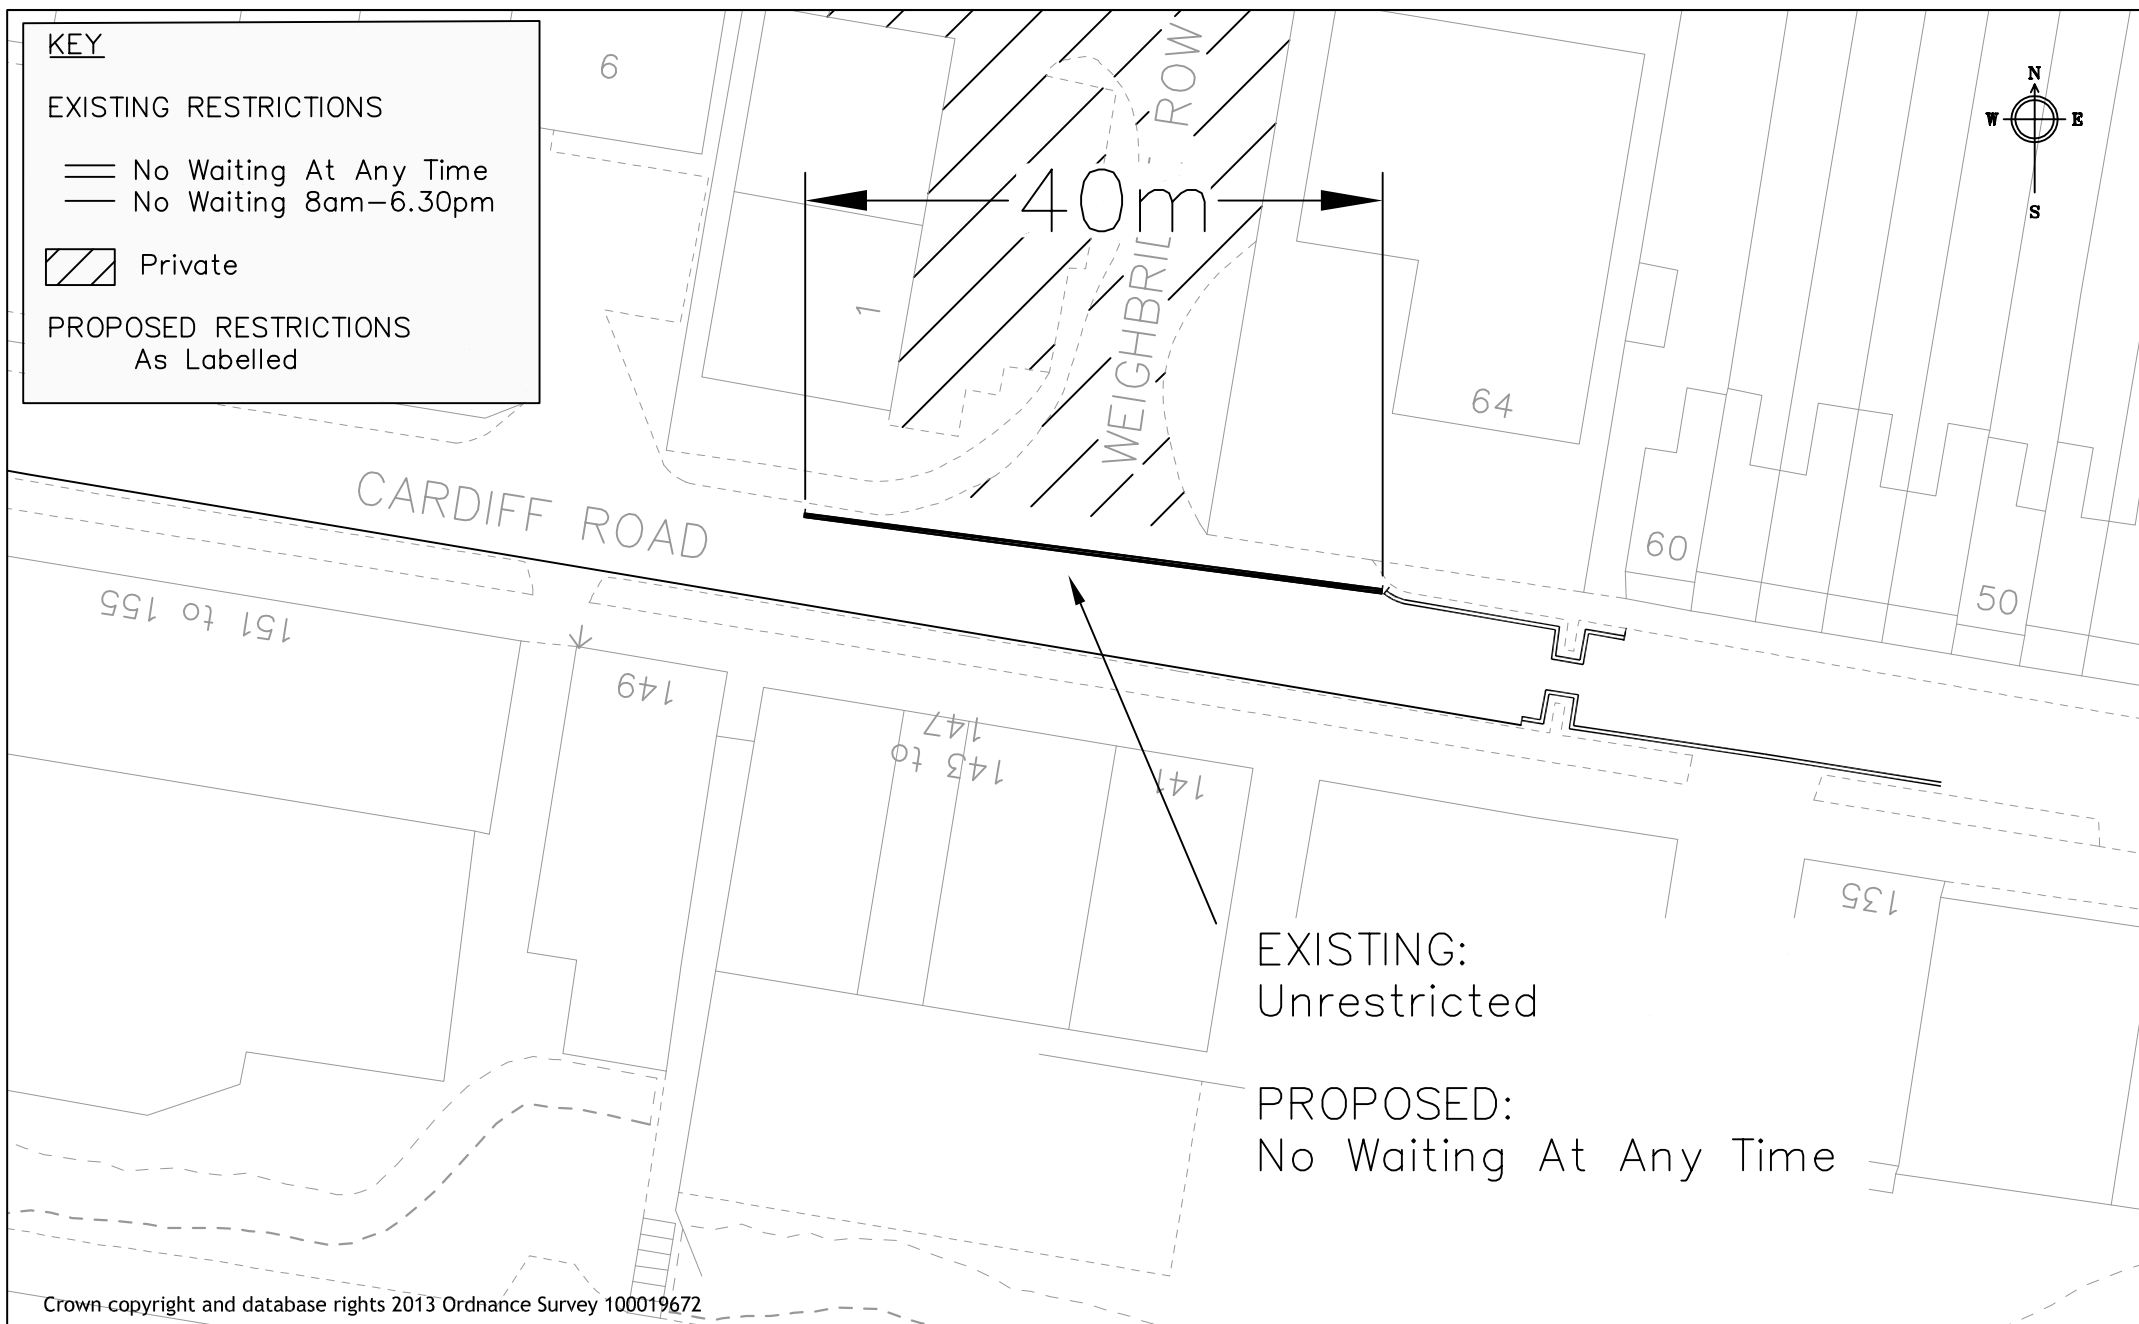 KEY
EXISTING RESTRICTIONS
No Waiting At Any Time
No Waiting 8am-6.30pm
Private
PROPOSED RESTRICTIONS
As Labelled
6
ROW
N
W E
S
40m
1
WEIGHBRI
64
CARDIFF ROAD
60
50
151 to 155
149
147
143 to
141
135
EXISTING:
Unrestricted
PROPOSED:
No Waiting At Any Time
Crown copyright and database rights 2013 Ordnance Survey 100019672